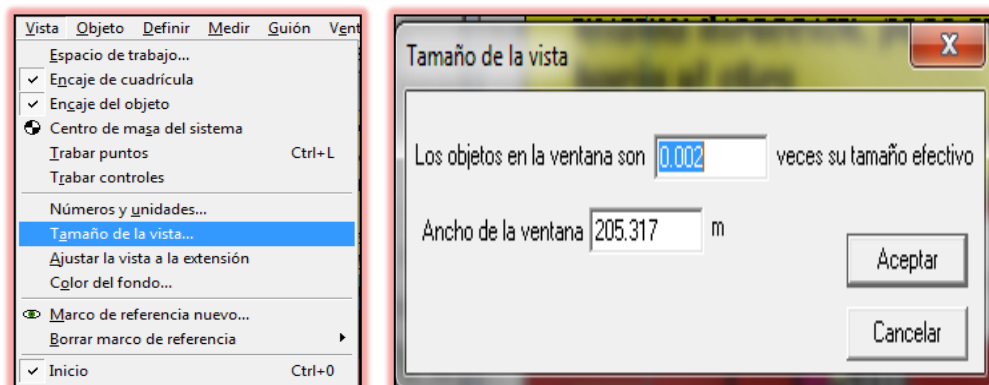 Vista Objeto Definir Medir Guión Vent
Espacio de trabajo...
Encaje de cuadrícula
Encaje del objeto
Centro de masa del sistema
Trabar puntos Ctrl+L
Trabar controles
Números y unidades...
Tamaño de la vista...
Ajustar la vista a la extensión
Color del fondo...
Marco de referencia nuevo...
Borrar marco de referencia
Inicio Ctrl+0
Tamaño de la vista
Los objetos en la ventana son 0.002 veces su tamaño efectivo
Ancho de la ventana 205.317 m
Aceptar
Cancelar